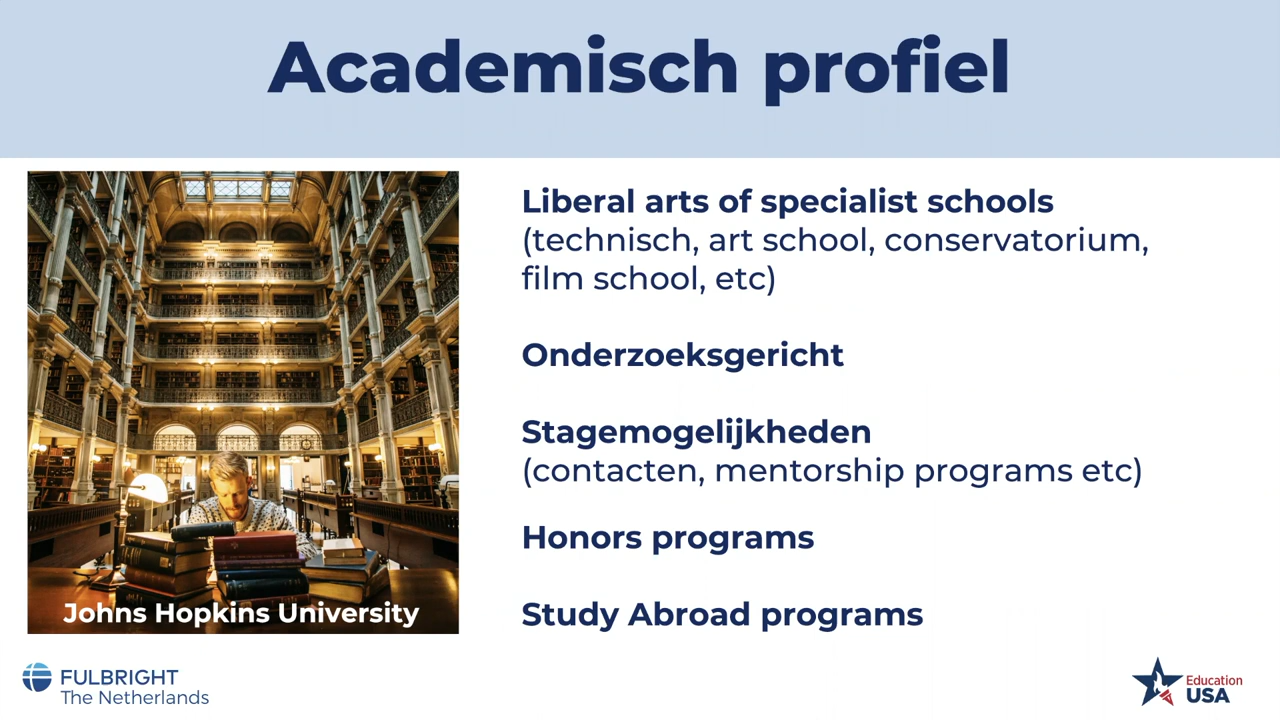 Academisch profiel
Liberal arts of specialist schools
(technisch, art school, conservatorium,
film school, etc)
Onderzoeksgericht
Stagemogelijkheden
(contacten, mentorship programs etc)
Honors programs
Study Abroad programs
Johns Hopkins University
FULBRIGHT
The Netherlands
Education
USA